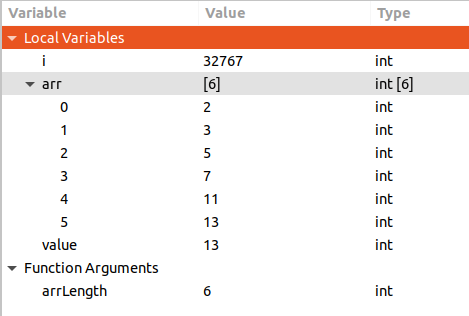 Variable Value Type
Local Variables
i 32767 int
arr [6] int [6]
0 2 int
1 3 int
2 5 int
3 7 int
4 11 int
5 13 int
value 13 int
Function Arguments
arrLength 6 int